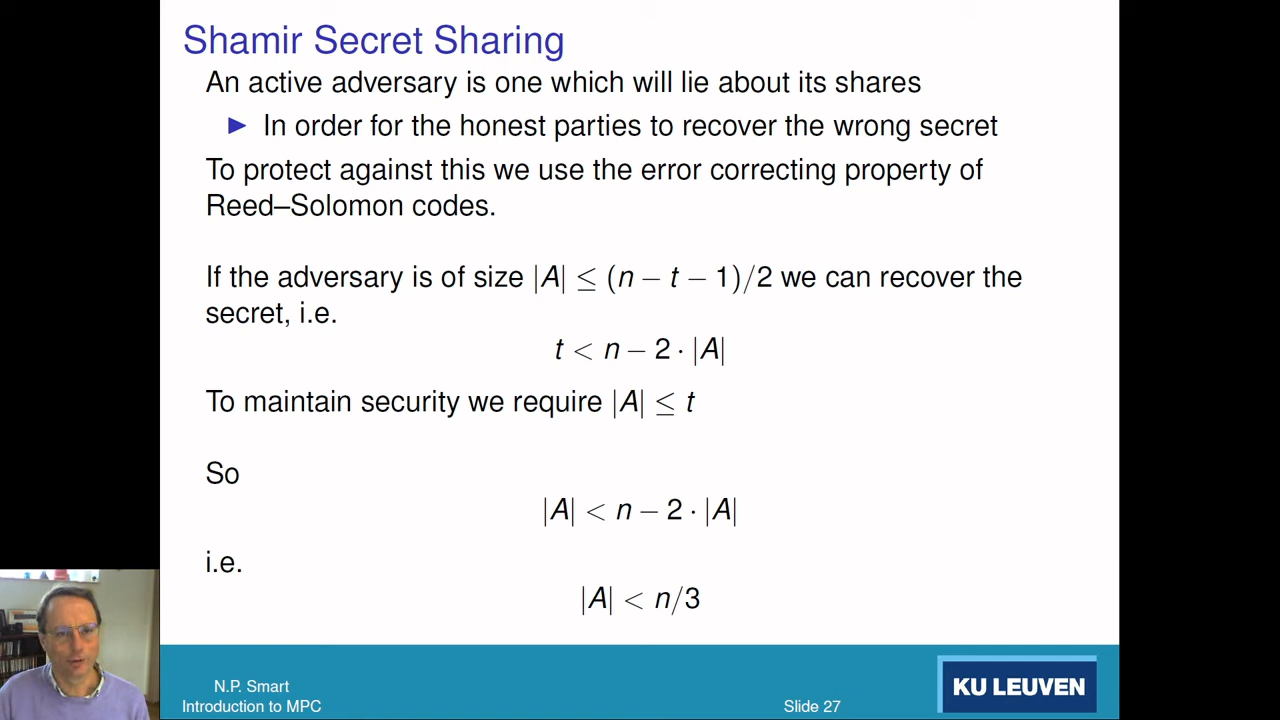 Shamir Secret Sharing
An active adversary is one which will lie about its shares
▶ In order for the honest parties to recover the wrong secret
To protect against this we use the error correcting property of
Reed–Solomon codes.
If the adversary is of size |A| ≤ (n − t − 1)/2 we can recover the
secret, i.e.
t < n − 2 · |A|
To maintain security we require |A| ≤ t
So
|A| < n − 2 · |A|
i.e.
|A| < n/3
N.P. Smart
Introduction to MPC
Slide 27
KU LEUVEN